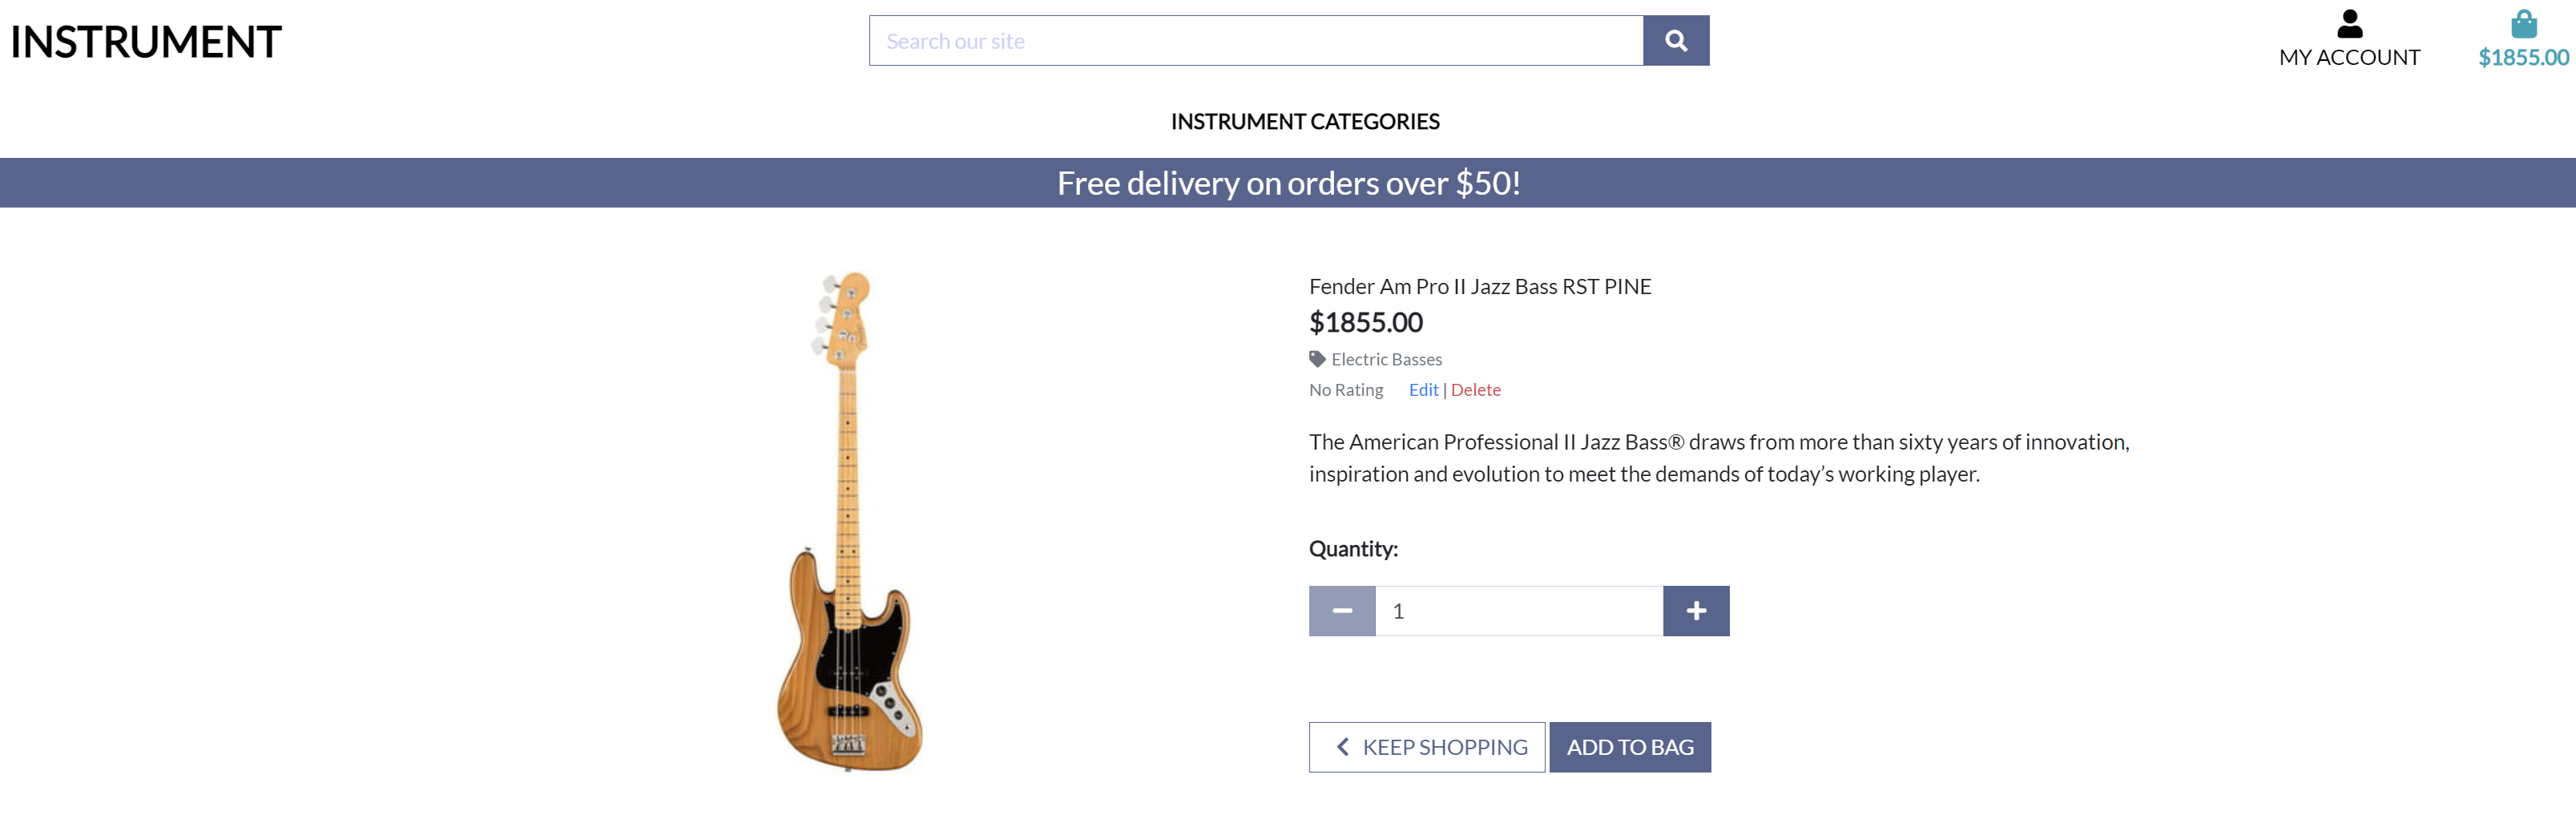 INSTRUMENT
Search our site
MY ACCOUNT
$1855.00
INSTRUMENT CATEGORIES
Free delivery on orders over $50!
Fender Am Pro II Jazz Bass RST PINE
$1855.00
Electric Basses
No Rating Edit | Delete
The American Professional II Jazz Bass® draws from more than sixty years of innovation,
inspiration and evolution to meet the demands of today’s working player.
Quantity:
1
KEEP SHOPPING
ADD TO BAG